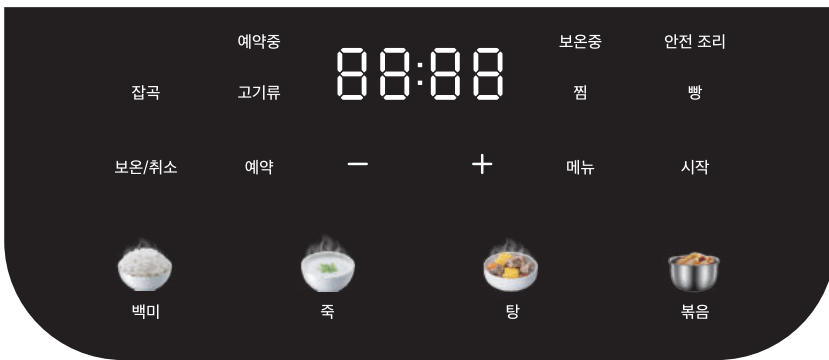 예약중 88:88 보온중 안전 조리
잡곡 고기류 찜 빵
보온/취소 예약 − + 메뉴 시작
백미 죽 탕 볶음